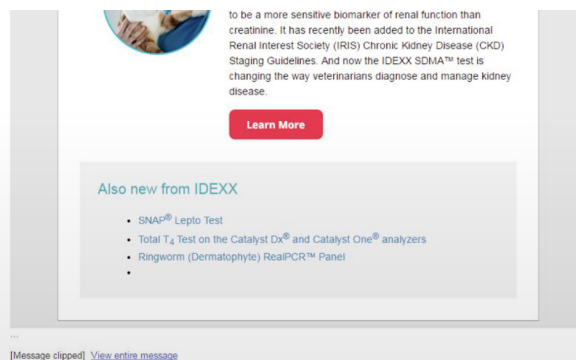 to be a more sensitive biomarker of renal function than
creatinine. It has recently been added to the International
Renal Interest Society (IRIS) Chronic Kidney Disease (CKD)
Staging Guidelines. And now the IDEXX SDMA™ test is
changing the way veterinarians diagnose and manage kidney
disease.
Learn More
Also new from IDEXX
• SNAP® Lepto Test
• Total T4 Test on the Catalyst Dx® and Catalyst One® analyzers
• Ringworm (Dermatophyte) RealPCR™ Panel
•
...
[Message clipped] View entire message